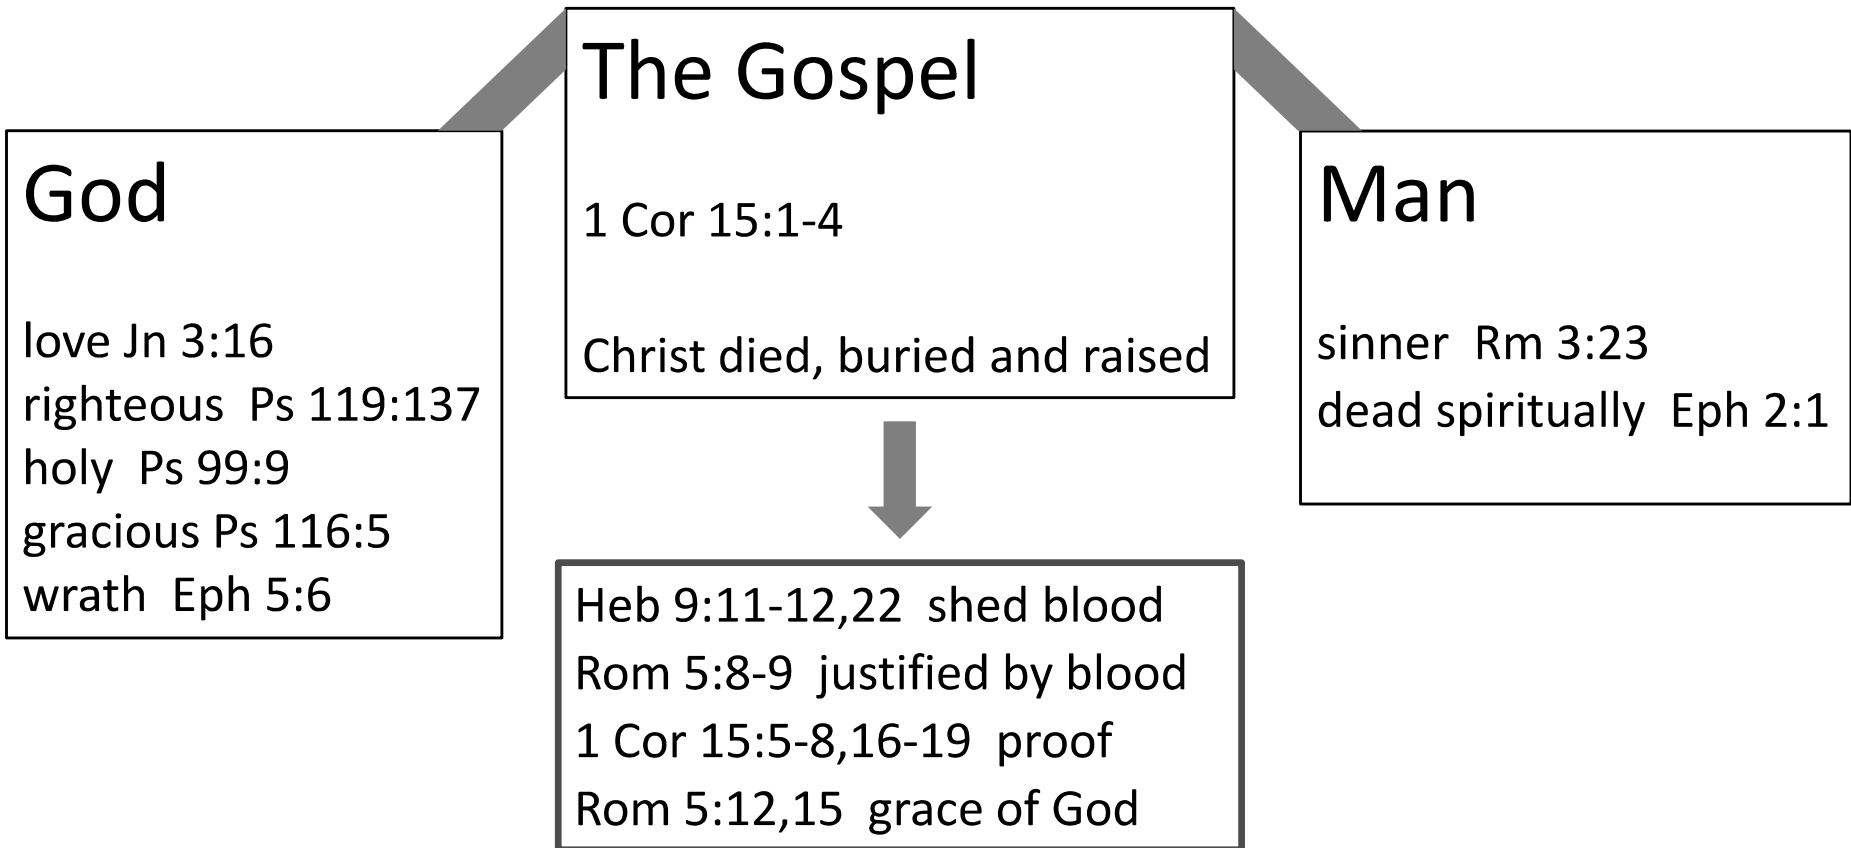 The Gospel
1 Cor 15:1-4
Christ died, buried and raised
God
love Jn 3:16
righteous  Ps 119:137
holy  Ps 99:9
gracious Ps 116:5
wrath  Eph 5:6
Man
sinner  Rm 3:23
dead spiritually  Eph 2:1
Heb 9:11-12,22  shed blood
Rom 5:8-9  justified by blood
1 Cor 15:5-8,16-19  proof
Rom 5:12,15  grace of God